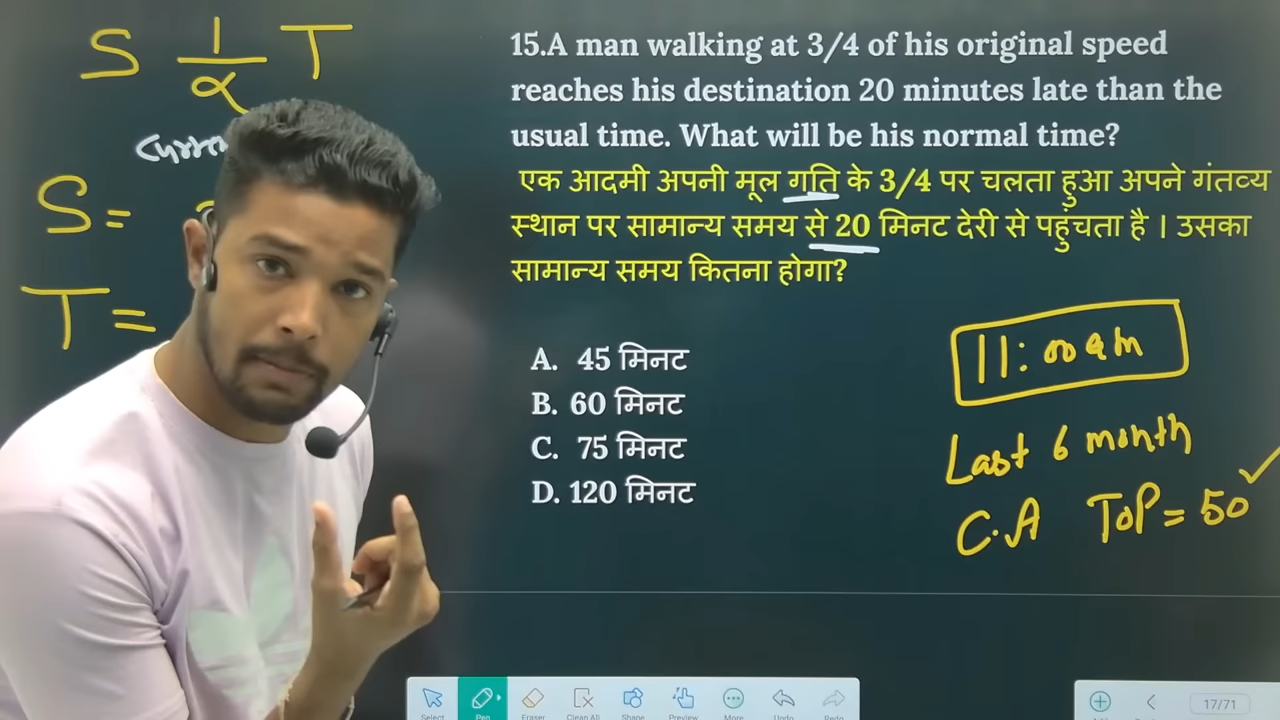 S 1/α T
S =
T =
15.A man walking at 3/4 of his original speed
reaches his destination 20 minutes late than the
usual time. What will be his normal time?
एक आदमी अपनी मूल गति के 3/4 पर चलता हुआ अपने गंतव्य
स्थान पर सामान्य समय से 20 मिनट देरी से पहुंचता है । उसका
सामान्य समय कितना होगा?
A. 45 मिनट
B. 60 मिनट
C. 75 मिनट
D. 120 मिनट
11:00 am
Last 6 month
C.A TOP = 50
Select Pen Eraser Clean All Shape Preview More Undo Redo
17/71